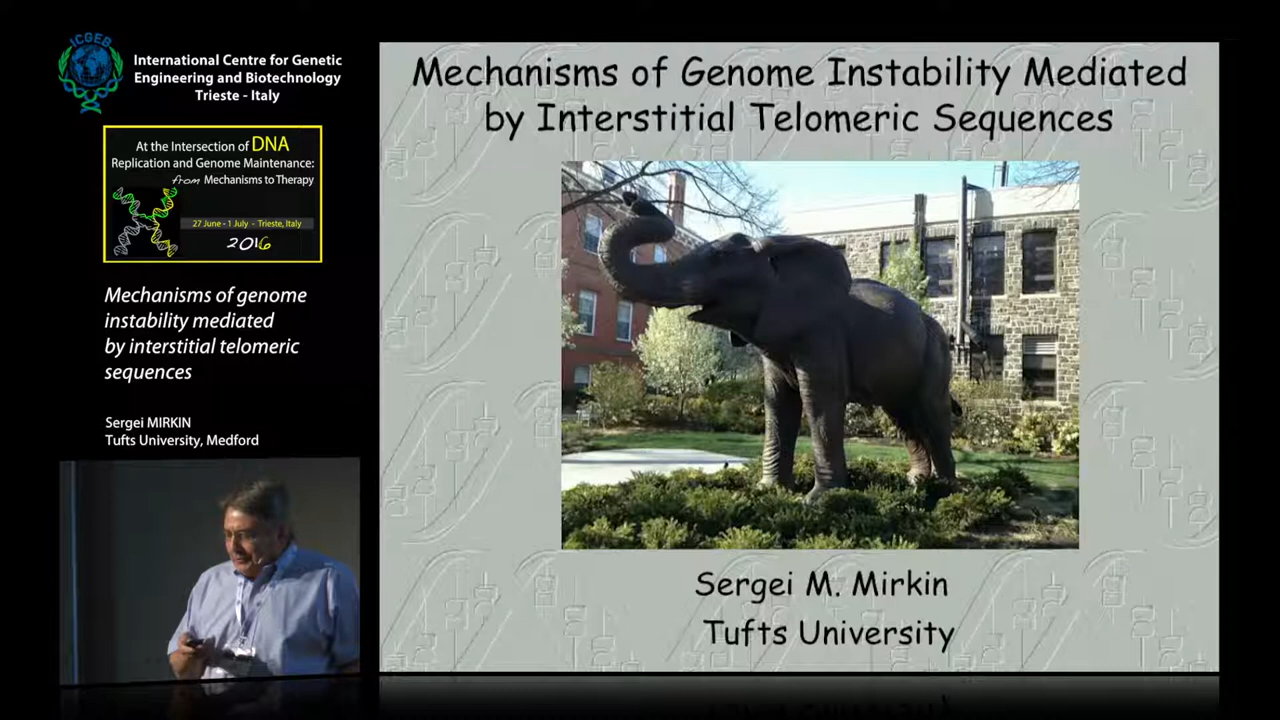 ICGEB
International Centre for Genetic
Engineering and Biotechnology
Trieste - Italy
At the Intersection of DNA
Replication and Genome Maintenance:
from Mechanisms to Therapy
27 June - 1 July - Trieste, Italy
2016
Mechanisms of genome
instability mediated
by interstitial telomeric
sequences
Sergei MIRKIN
Tufts University, Medford
Mechanisms of Genome Instability Mediated
by Interstitial Telomeric Sequences
Sergei M. Mirkin
Tufts University